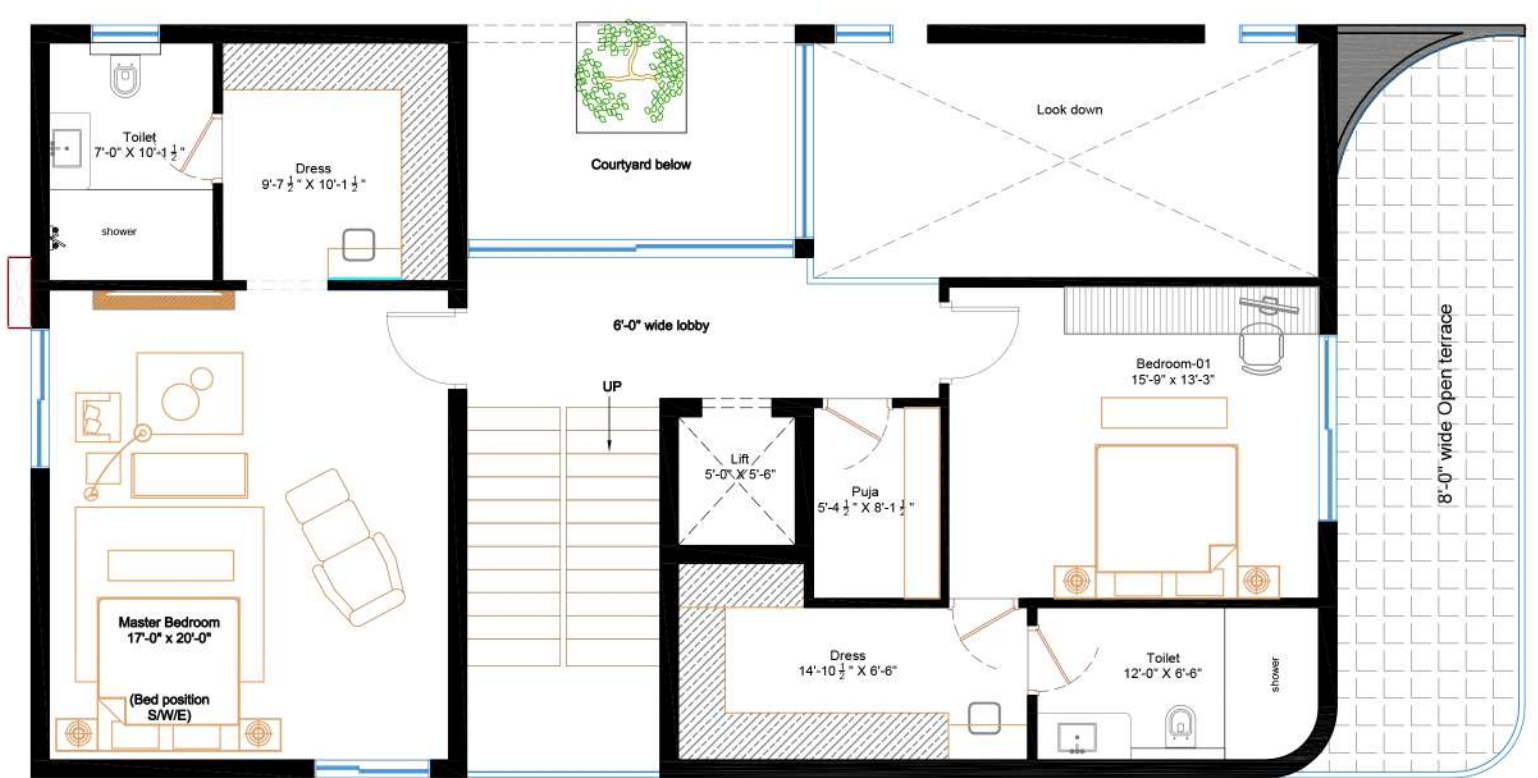 Look down
Toilet
7'-0" X 10'-1 ½"
Courtyard below
Dress
9'-7 ½" X 10'-1 ½"
shower
6'-0" wide lobby
Bedroom-01
15'-9" x 13'-3"
8'-0" wide Open terrace
UP
Lift
5'-0" X 5'-6"
Puja
5'-4 ½" X 8'-1 ½"
Master Bedroom
17'-0" x 20'-0"
(Bed position
S/W/E)
Dress
14'-10 ½" X 6'-6"
Toilet
12'-0" X 6'-6"
shower